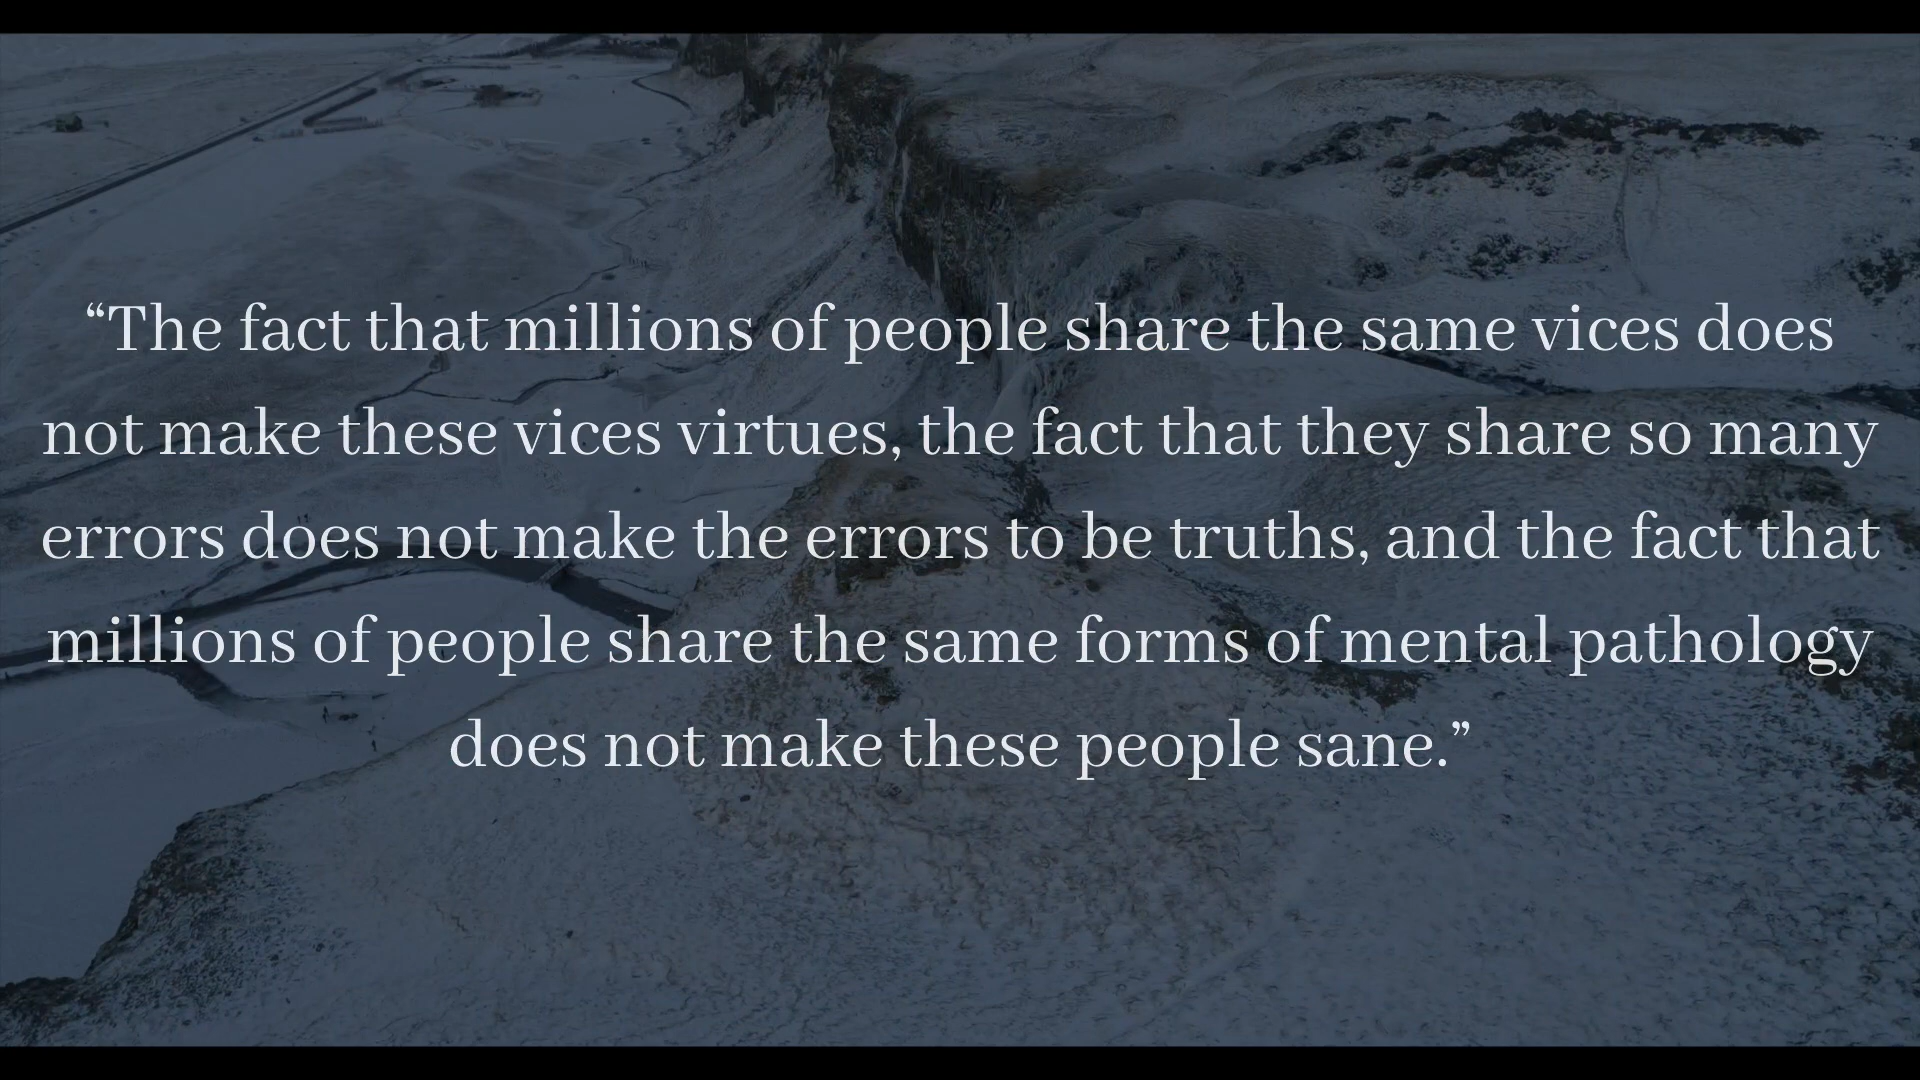 “The fact that millions of people share the same vices does
not make these vices virtues, the fact that they share so many
errors does not make the errors to be truths, and the fact that
millions of people share the same forms of mental pathology
does not make these people sane.”